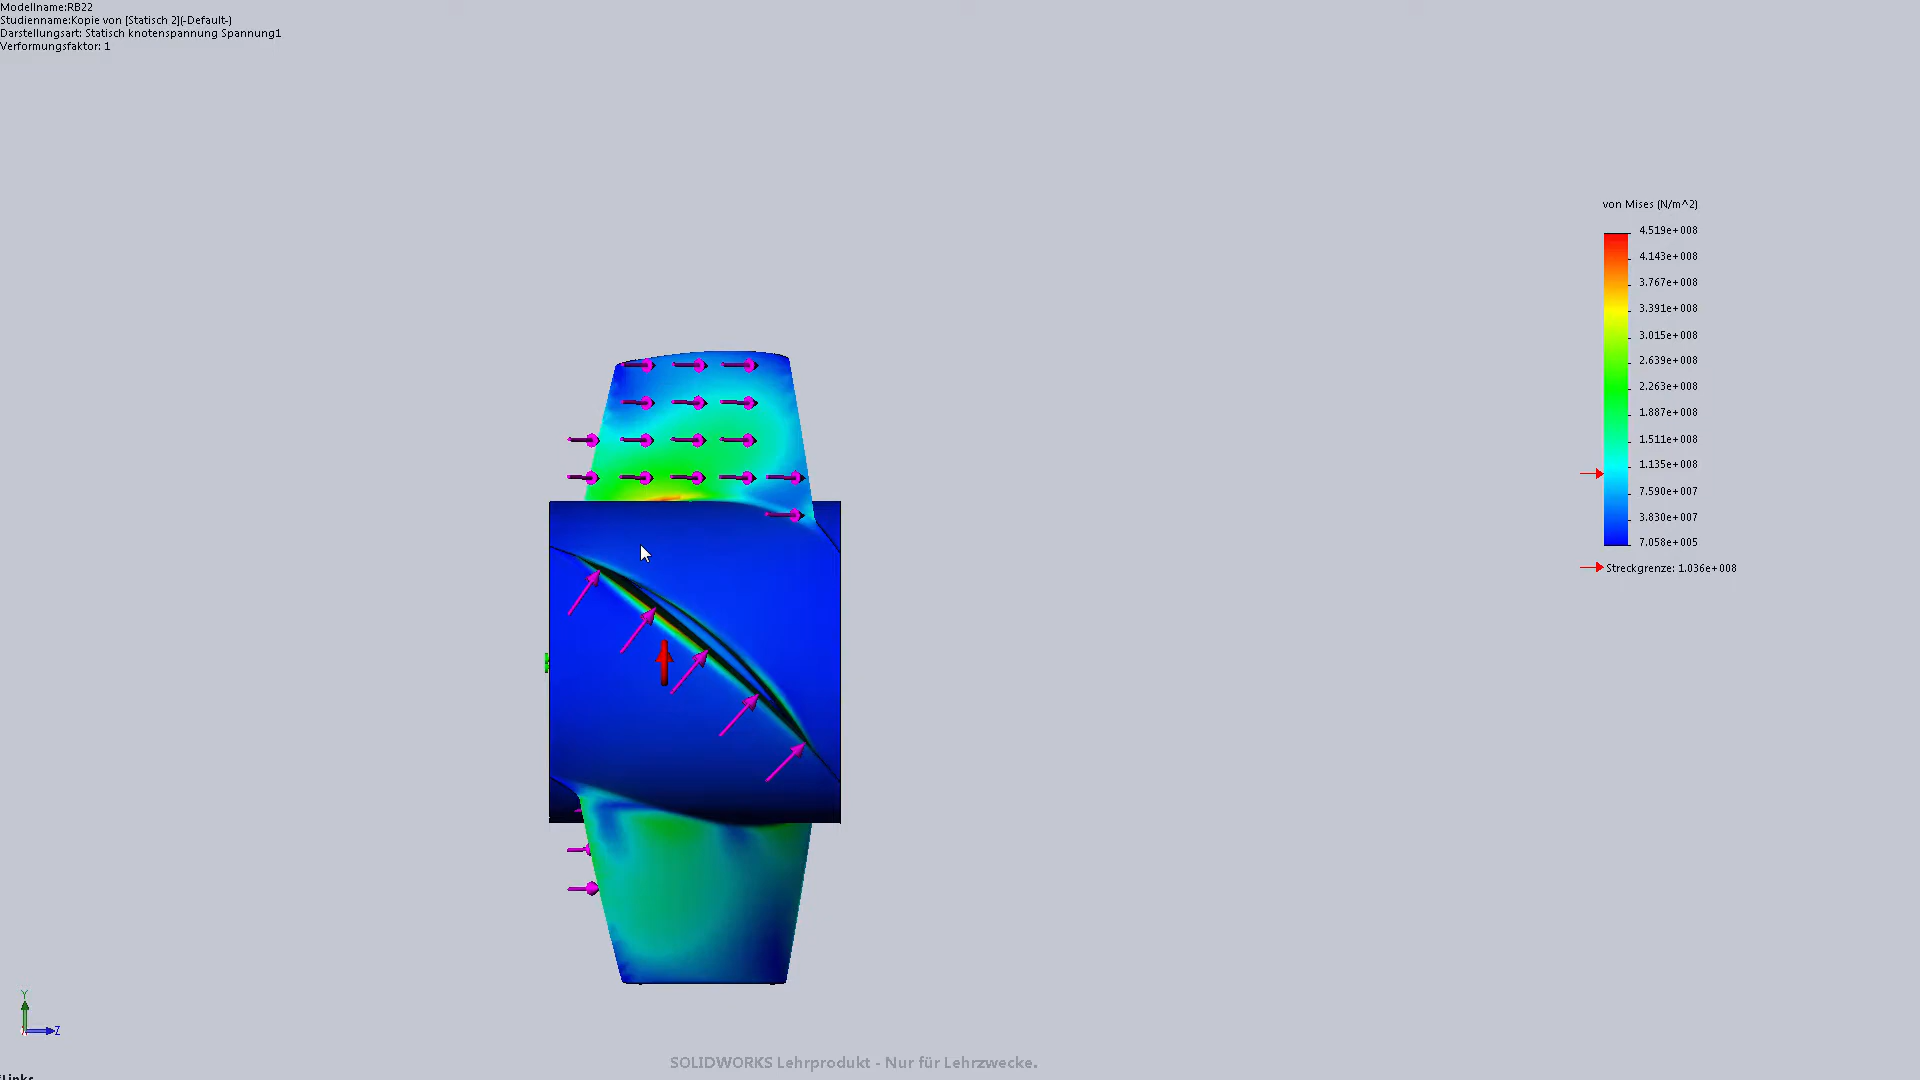 Modellname:RB22
Studienname:Kopie von [Statisch 2](-Default-)
Darstellungsart: Statisch knotenspannung Spannung1
Verformungsfaktor: 1
von Mises (N/m^2)
4.519e+008
4.143e+008
3.767e+008
3.391e+008
3.015e+008
2.639e+008
2.263e+008
1.887e+008
1.511e+008
1.135e+008
7.590e+007
3.830e+007
7.058e+005
Streckgrenze: 1.036e+008
Y
Z
SOLIDWORKS Lehrprodukt - Nur für Lehrzwecke.
*Links